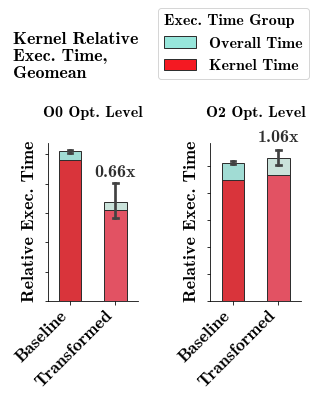 Kernel Relative
Exec. Time,
Geomean
Exec. Time Group
Overall Time
Kernel Time
O0 Opt. Level
O2 Opt. Level
0.66x
1.06x
Relative Exec. Time
Relative Exec. Time
Baseline
Transformed
Baseline
Transformed